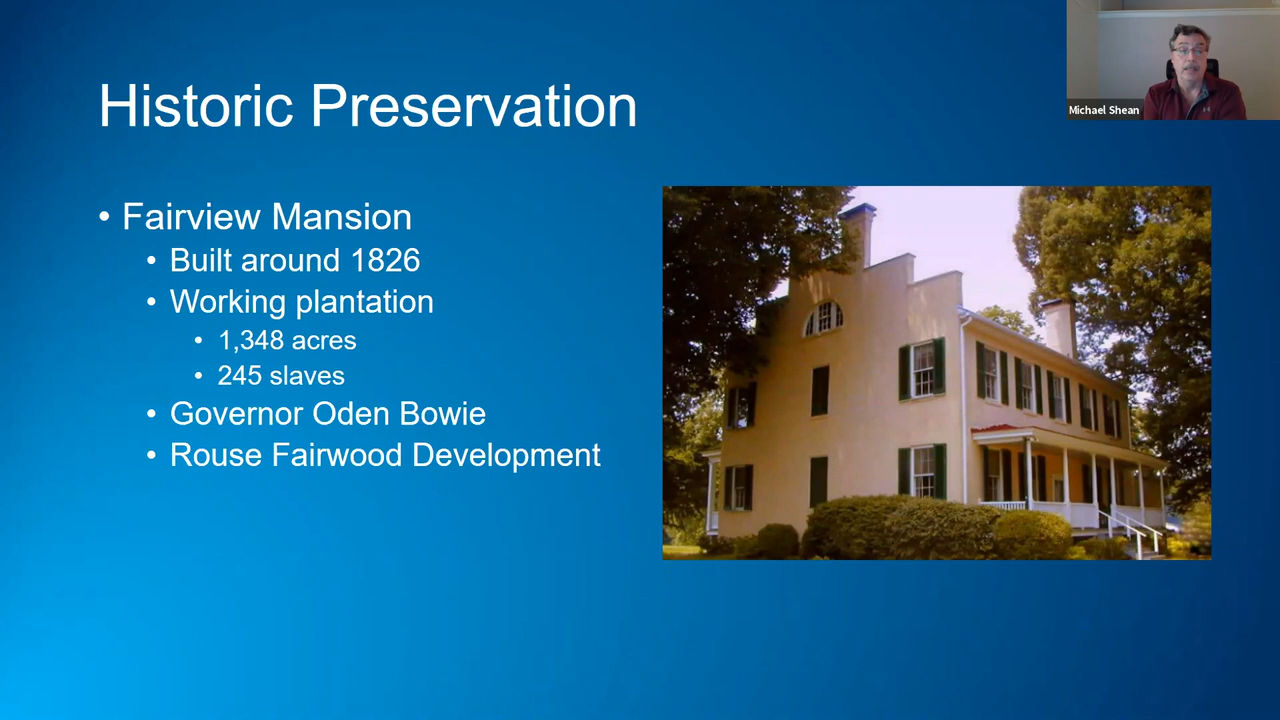 Historic Preservation
Michael Shean
• Fairview Mansion
• Built around 1826
• Working plantation
• 1,348 acres
• 245 slaves
• Governor Oden Bowie
• Rouse Fairwood Development